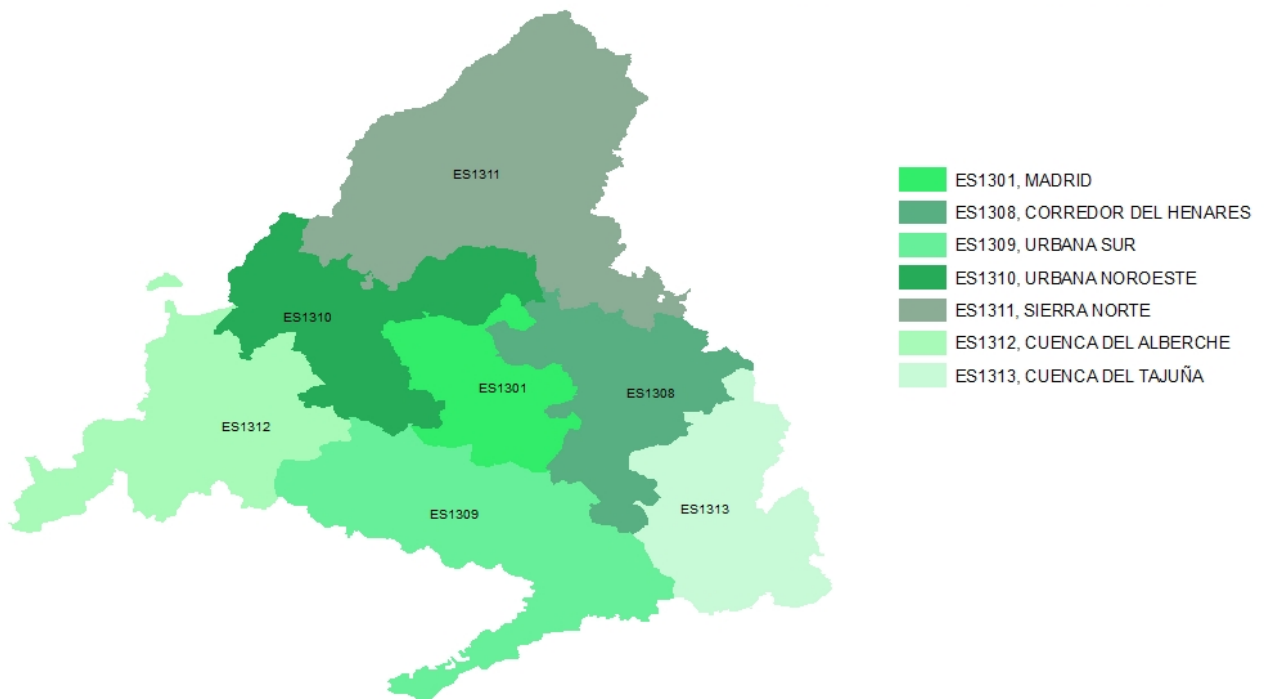 ES1311
ES1310
ES1301
ES1308
ES1312
ES1309
ES1313
ES1301, MADRID
ES1308, CORREDOR DEL HENARES
ES1309, URBANA SUR
ES1310, URBANA NOROESTE
ES1311, SIERRA NORTE
ES1312, CUENCA DEL ALBERCHE
ES1313, CUENCA DEL TAJUÑA